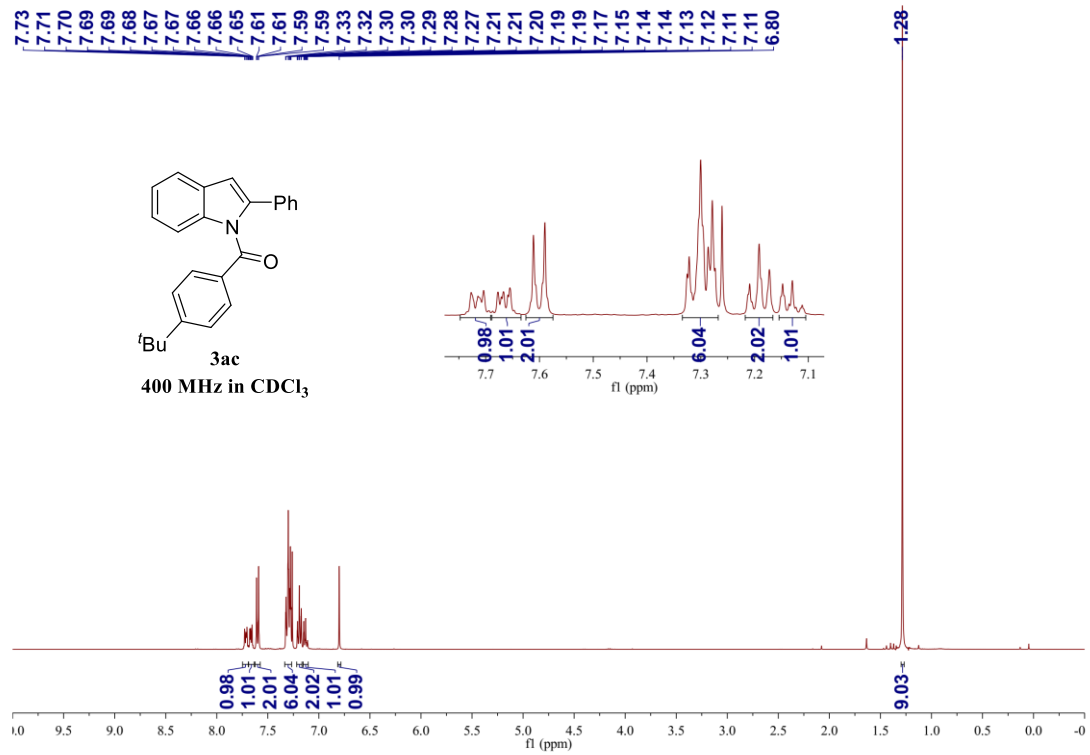 7.73 7.71 7.70 7.69 7.69 7.68 7.67 7.67 7.66 7.66 7.65 7.61 7.61 7.59 7.59 7.33 7.32 7.30 7.30 7.29 7.28 7.27 7.21 7.21 7.20 7.19 7.19 7.17 7.15 7.14 7.14 7.13 7.12 7.11 7.11 6.80 1.28
Ph
N
O
tBu
3ac
400 MHz in CDCl3
0.98 1.01 2.01 6.04 2.02 1.01
7.7 7.6 7.5 7.4 7.3 7.2 7.1
f1 (ppm)
0.98 1.01 2.01 6.04 2.02 1.01 0.99 9.03
0.0 9.5 9.0 8.5 8.0 7.5 7.0 6.5 6.0 5.5 5.0 4.5 4.0 3.5 3.0 2.5 2.0 1.5 1.0 0.5 0.0 -0
f1 (ppm)